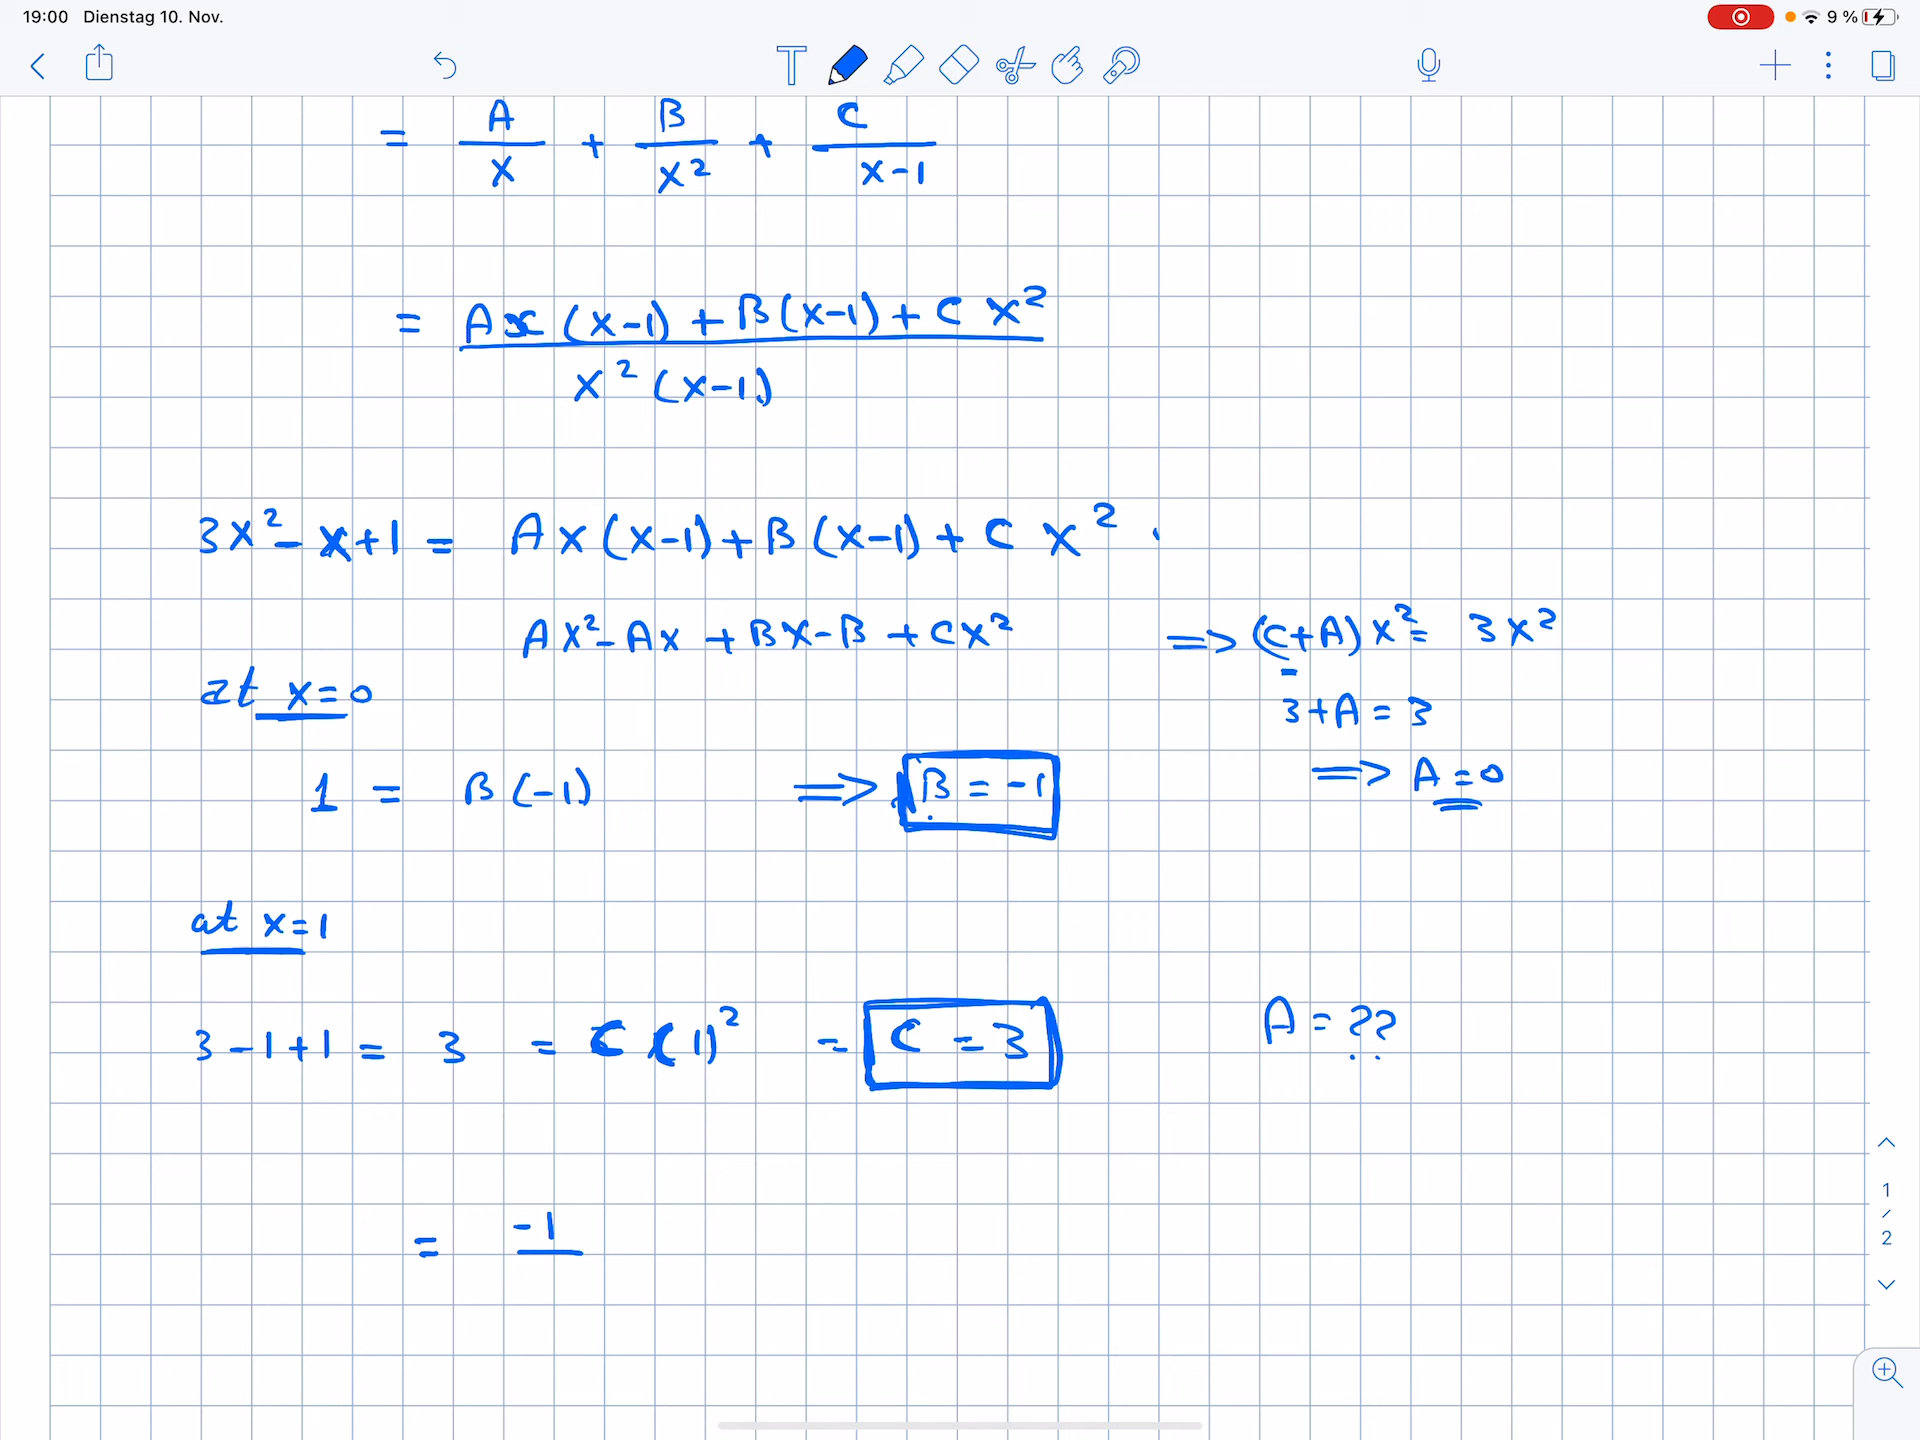 19:00 Dienstag 10. Nov.
9 %
= A/x + B/x² + C/x-1
= Ax(x-1)+B(x-1)+Cx² / x²(x-1)
3x²-x+1 = Ax(x-1)+B(x-1)+Cx²
Ax²-Ax+Bx-B+Cx² => (C+A)x² = 3x²
at x=0
3+A=3
1 = B(-1) => B = -1
=> A=0
at x=1
3-1+1 = 3 = C(1)² = C = 3
A = ??
1
/
2
= -1